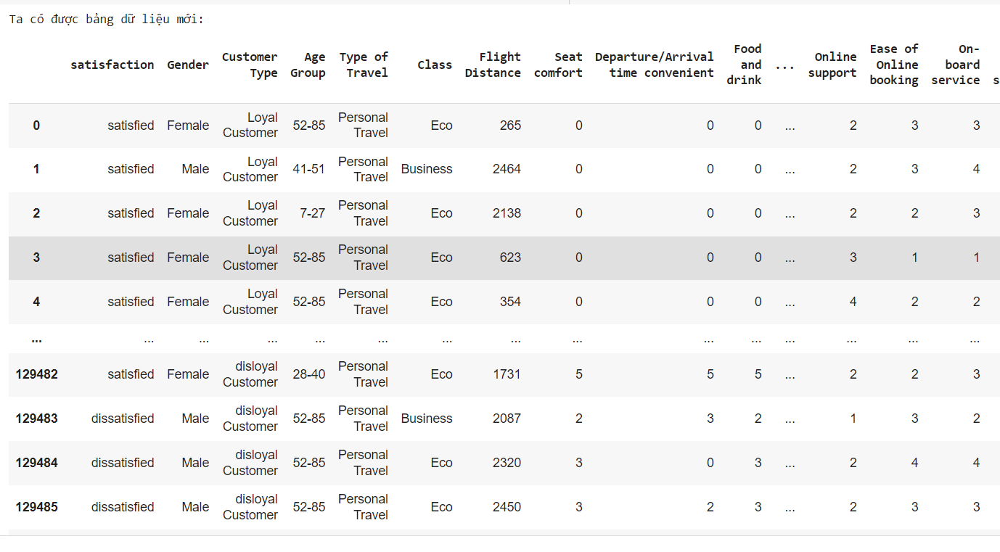 Ta có được bảng dữ liệu mới:
satisfaction Gender Customer Type Age Group Type of Travel Class Flight Distance Seat comfort Departure/Arrival time convenient Food and drink ... Online support Ease of Online booking On-board service s
0 satisfied Female Loyal Customer 52-85 Personal Travel Eco 265 0 0 0 ... 2 3 3
1 satisfied Male Loyal Customer 41-51 Personal Travel Business 2464 0 0 0 ... 2 3 4
2 satisfied Female Loyal Customer 7-27 Personal Travel Eco 2138 0 0 0 ... 2 2 3
3 satisfied Female Loyal Customer 52-85 Personal Travel Eco 623 0 0 0 ... 3 1 1
4 satisfied Female Loyal Customer 52-85 Personal Travel Eco 354 0 0 0 ... 4 2 2
... ... ... ... ... ... ... ... ... ... ... ... ... ... ...
129482 satisfied Female disloyal Customer 28-40 Personal Travel Eco 1731 5 5 5 ... 2 2 3
129483 dissatisfied Male disloyal Customer 52-85 Personal Travel Business 2087 2 3 2 ... 1 3 2
129484 dissatisfied Male disloyal Customer 52-85 Personal Travel Eco 2320 3 0 3 ... 2 4 4
129485 dissatisfied Male disloyal Customer 52-85 Personal Travel Eco 2450 3 2 3 ... 2 3 3